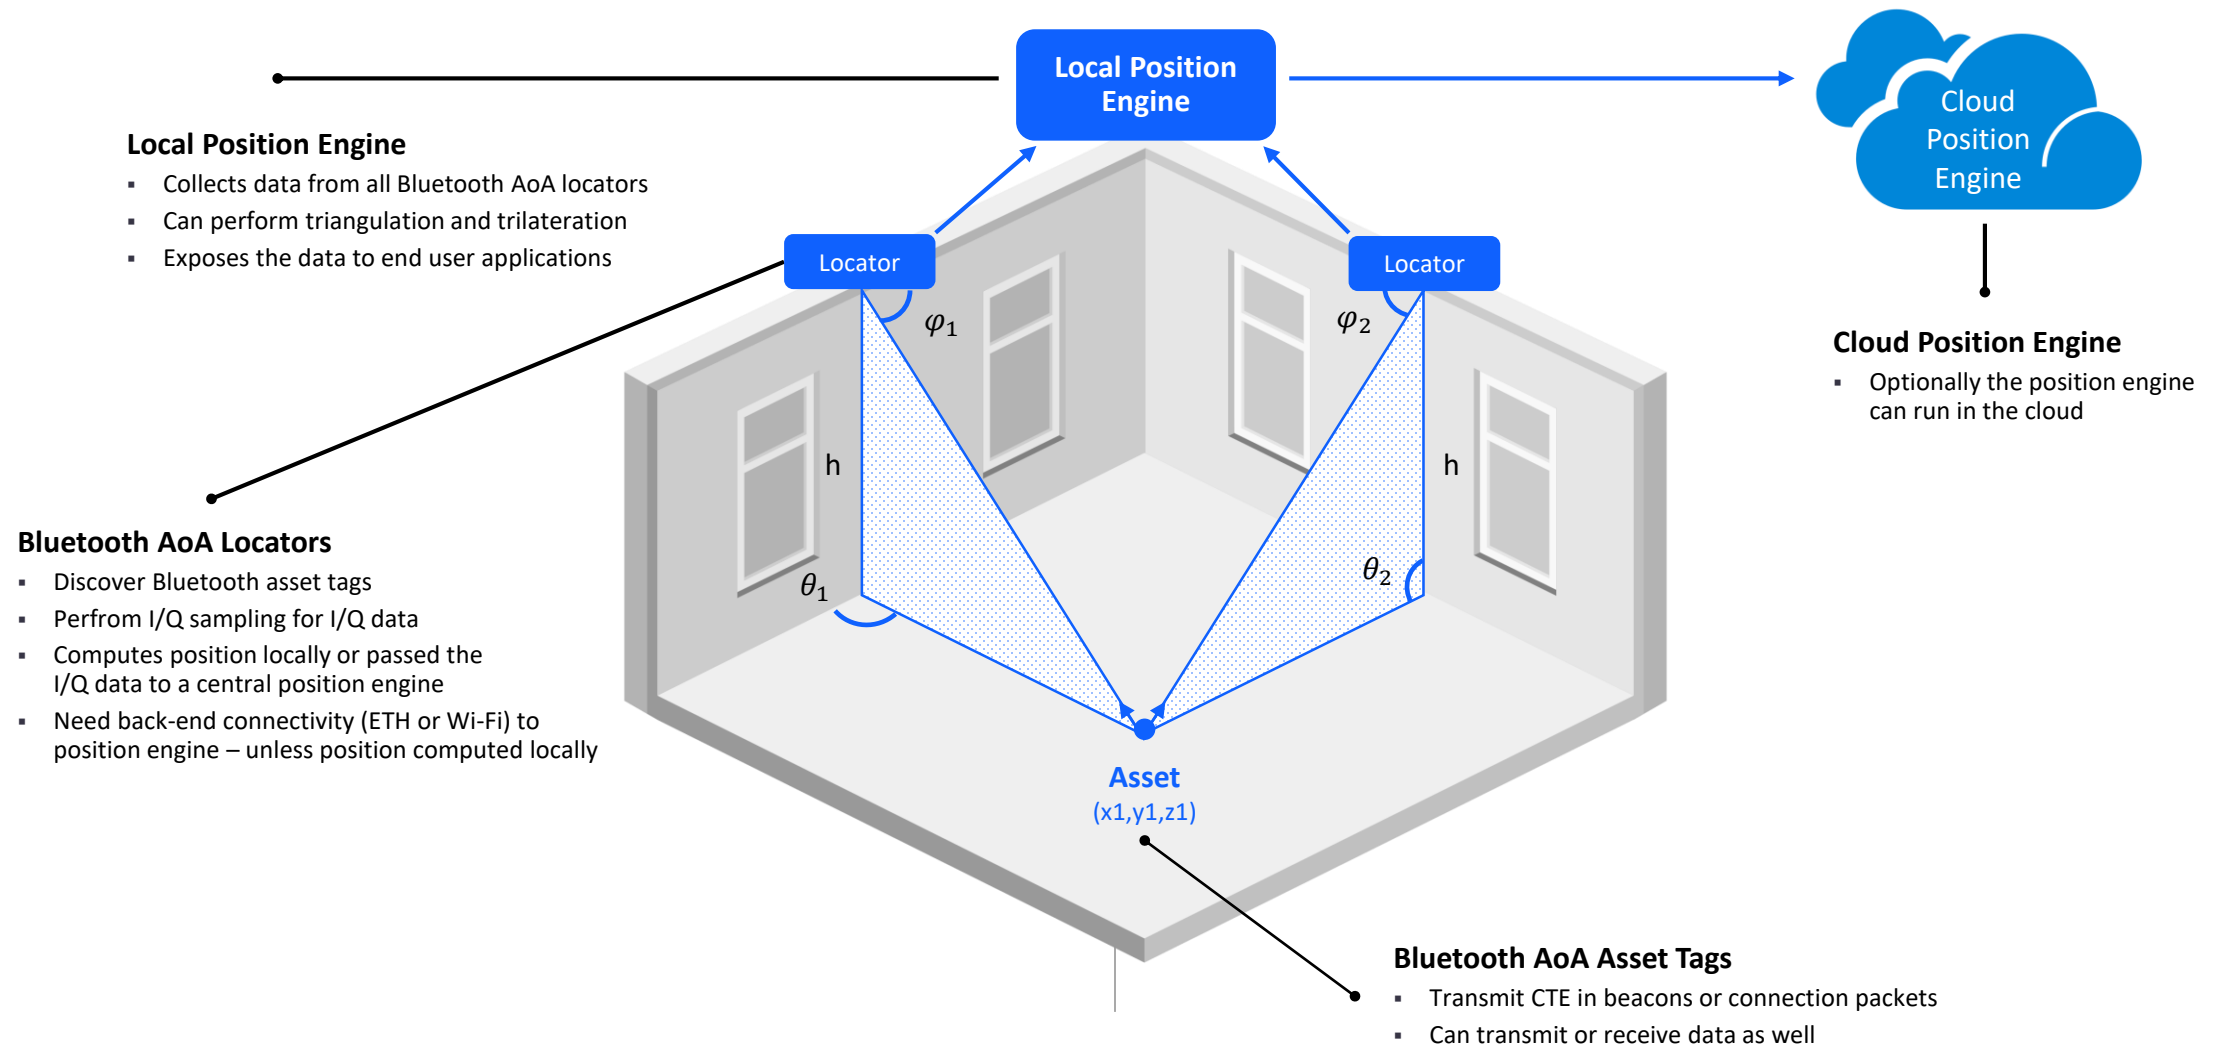 Local Position
Engine
Cloud
Position
Engine
Local Position Engine
▪ Collects data from all Bluetooth AoA locators
▪ Can perform triangulation and trilateration
▪ Exposes the data to end user applications
Locator
Locator
φ1
φ2
Cloud Position Engine
▪ Optionally the position engine
can run in the cloud
h
h
Bluetooth AoA Locators
▪ Discover Bluetooth asset tags
▪ Perfrom I/Q sampling for I/Q data
▪ Computes position locally or passed the
I/Q data to a central position engine
▪ Need back-end connectivity (ETH or Wi-Fi) to
position engine – unless position computed locally
θ1
θ2
Asset
(x1,y1,z1)
Bluetooth AoA Asset Tags
▪ Transmit CTE in beacons or connection packets
▪ Can transmit or receive data as well